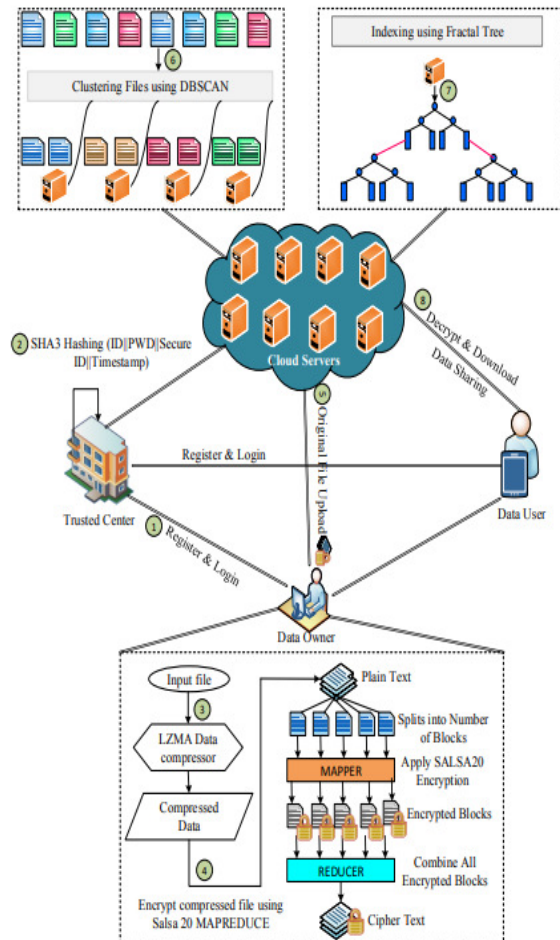 6
Clustering Files using DBSCAN
Indexing using Fractal Tree
7
Cloud Servers
2 SHA3 Hashing (ID||PWD||Secure
ID||Timestamp)
8
Decrypt & Download
Data Sharing
5
Original File Upload
Register & Login
Trusted Center
Data User
1
Register & Login
Data Owner
Input file
3
LZMA Data
compressor
Compressed
Data
4
Encrypt compressed file using
Salsa 20 MAPREDUCE
Plain Text
Splits into Number
of Blocks
MAPPER
Apply SALSA20
Encryption
Encrypted Blocks
REDUCER
Combine All
Encrypted Blocks
Cipher Text